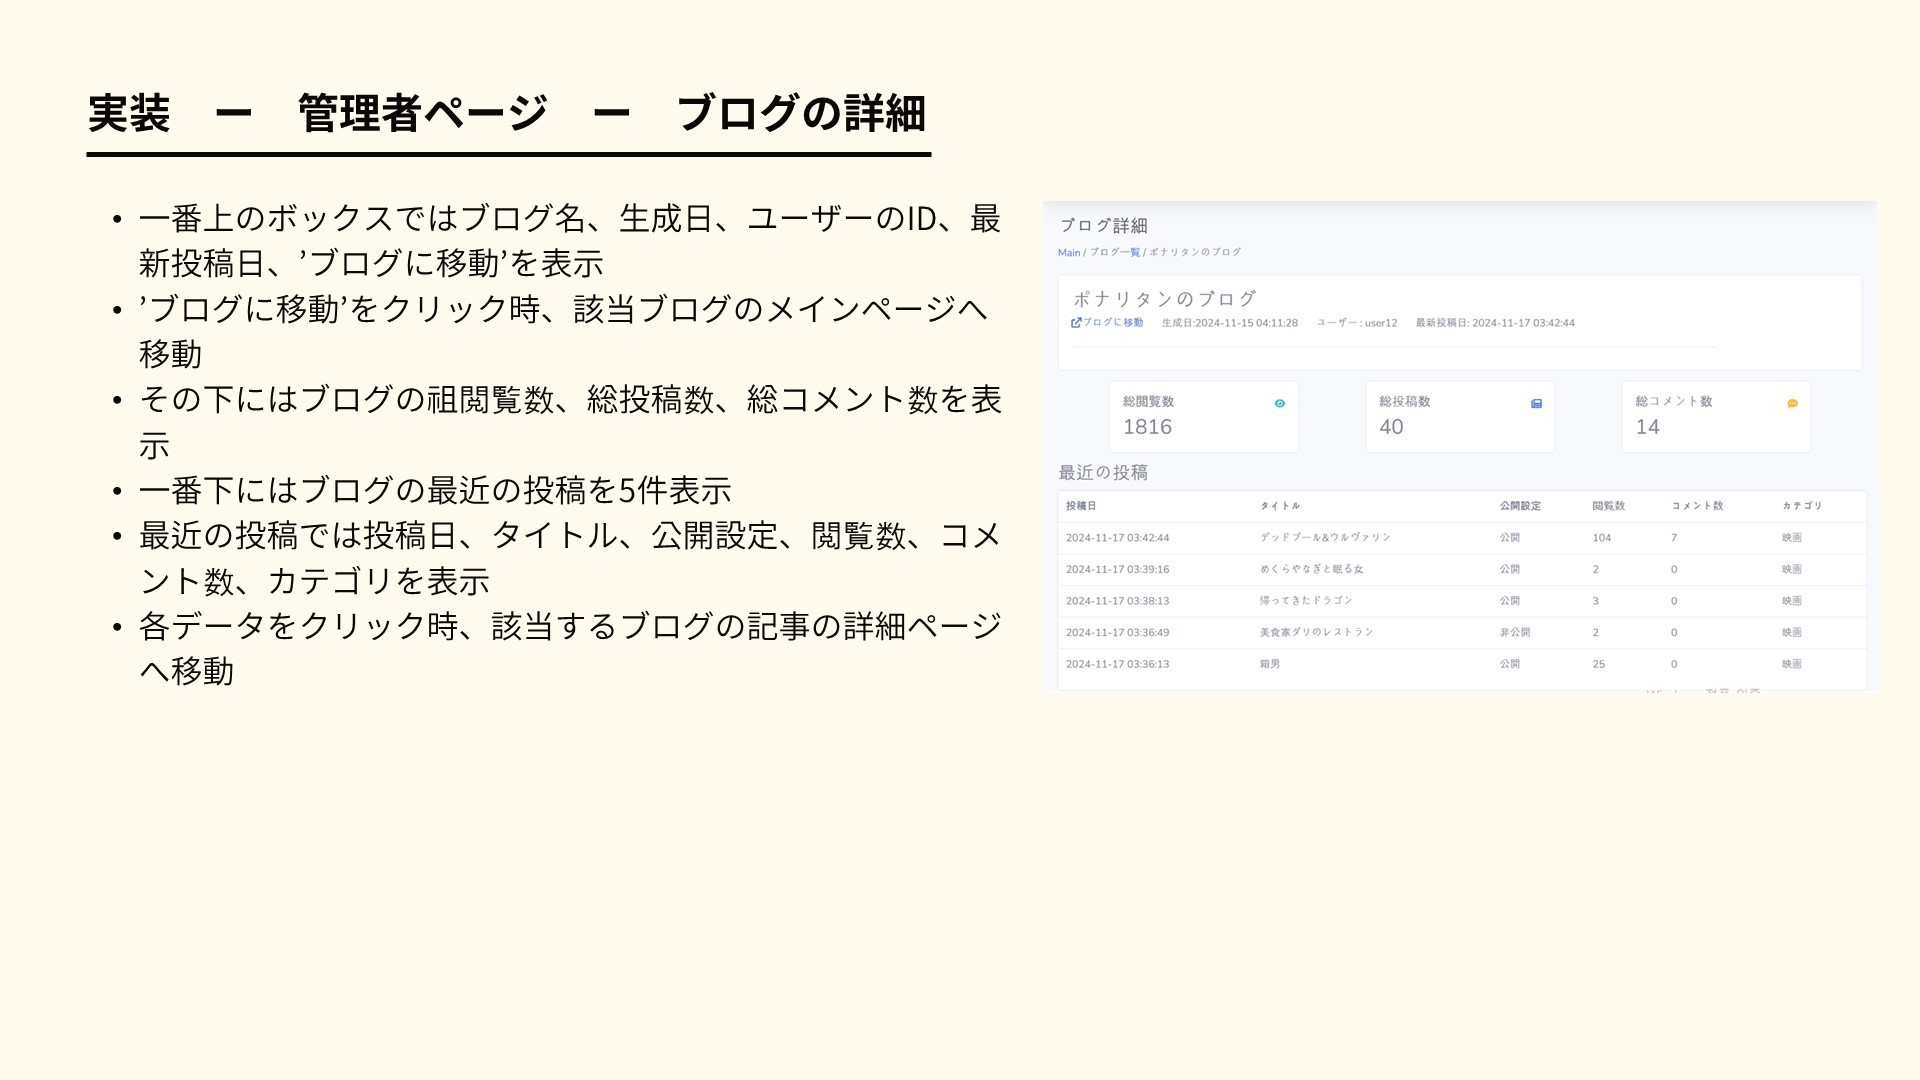 実装　ー　管理者ページ　ー　ブログの詳細
• 一番上のボックスではブログ名、生成日、ユーザーのID、最
新投稿日、’ブログに移動’を表示
• ’ブログに移動’をクリック時、該当ブログのメインページへ
移動
• その下にはブログの祖閲覧数、総投稿数、総コメント数を表
示
• 一番下にはブログの最近の投稿を5件表示
• 最近の投稿では投稿日、タイトル、公開設定、閲覧数、コメ
ント数、カテゴリを表示
• 各データをクリック時、該当するブログの記事の詳細ページ
へ移動
ブログ詳細
Main / ブログ一覧 / ポナリタンのブログ
ポナリタンのブログ
ブログに移動 生成日:2024-11-15 04:11:28 ユーザー : user12 最新投稿日: 2024-11-17 03:42:44
総閲覧数 総投稿数 総コメント数
1816 40 14
最近の投稿
投稿日 タイトル 公開設定 閲覧数 コメント数 カテゴリ
2024-11-17 03:42:44 デッドプール&ウルヴァリン 公開 104 7 映画
2024-11-17 03:39:16 めくらやなぎと眠る女 公開 2 0 映画
2024-11-17 03:38:13 帰ってきたドラゴン 公開 3 0 映画
2024-11-17 03:36:49 美食家ダリのレストラン 非公開 2 0 映画
2024-11-17 03:36:13 箱男 公開 25 0 映画